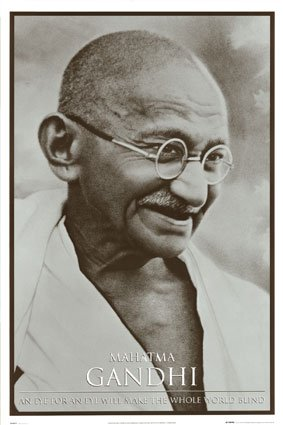 MAHATMA
GANDHI
AN EYE FOR AN EYE WILL MAKE THE WHOLE WORLD BLIND